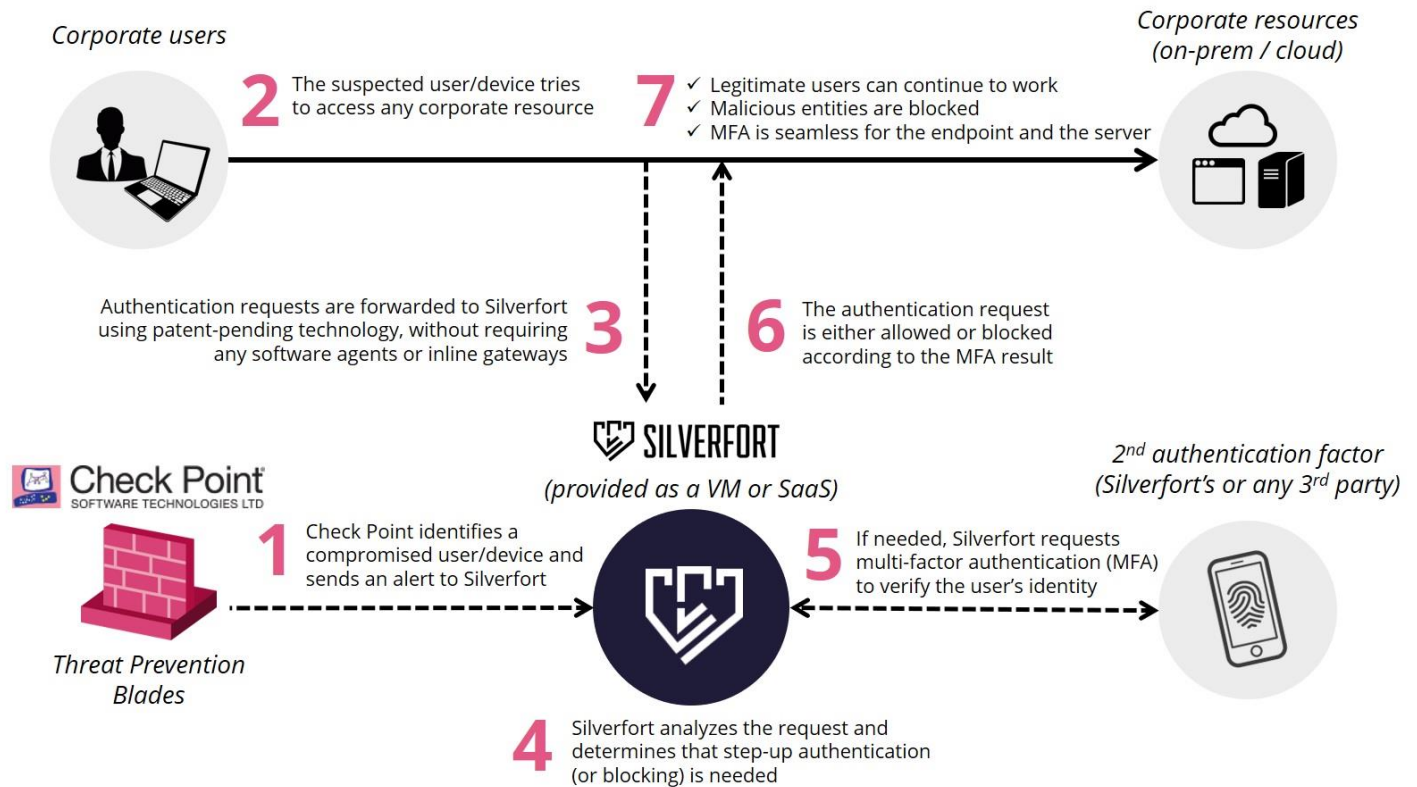 Corporate users
Corporate resources
(on-prem / cloud)
2
The suspected user/device tries
to access any corporate resource
7
✓ Legitimate users can continue to work
✓ Malicious entities are blocked
✓ MFA is seamless for the endpoint and the server
Authentication requests are forwarded to Silverfort
using patent-pending technology, without requiring
any software agents or inline gateways
3
6
The authentication request
is either allowed or blocked
according to the MFA result
SILVERFORT
(provided as a VM or SaaS)
2nd authentication factor
(Silverfort's or any 3rd party)
Check Point®
SOFTWARE TECHNOLOGIES LTD
1
Check Point identifies a
compromised user/device and
sends an alert to Silverfort
5
If needed, Silverfort requests
multi-factor authentication (MFA)
to verify the user's identity
Threat Prevention
Blades
4
Silverfort analyzes the request and
determines that step-up authentication
(or blocking) is needed